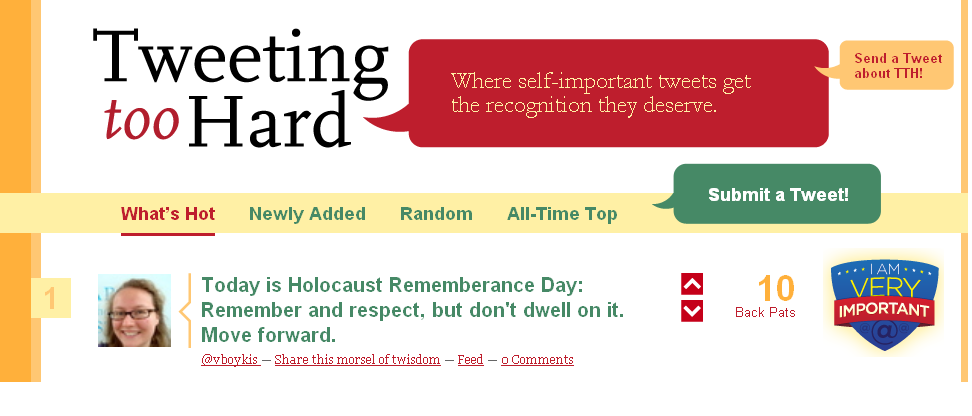 Tweeting
too Hard
Where self-important tweets get
the recognition they deserve.
Send a Tweet
about TTH!
Submit a Tweet!
What's Hot Newly Added Random All-Time Top
1
Today is Holocaust Rememberance Day:
Remember and respect, but don't dwell on it.
Move forward.
@vboykis — Share this morsel of twisdom — Feed — 0 Comments
10
Back Pats
I AM
VERY
IMPORTANT
@